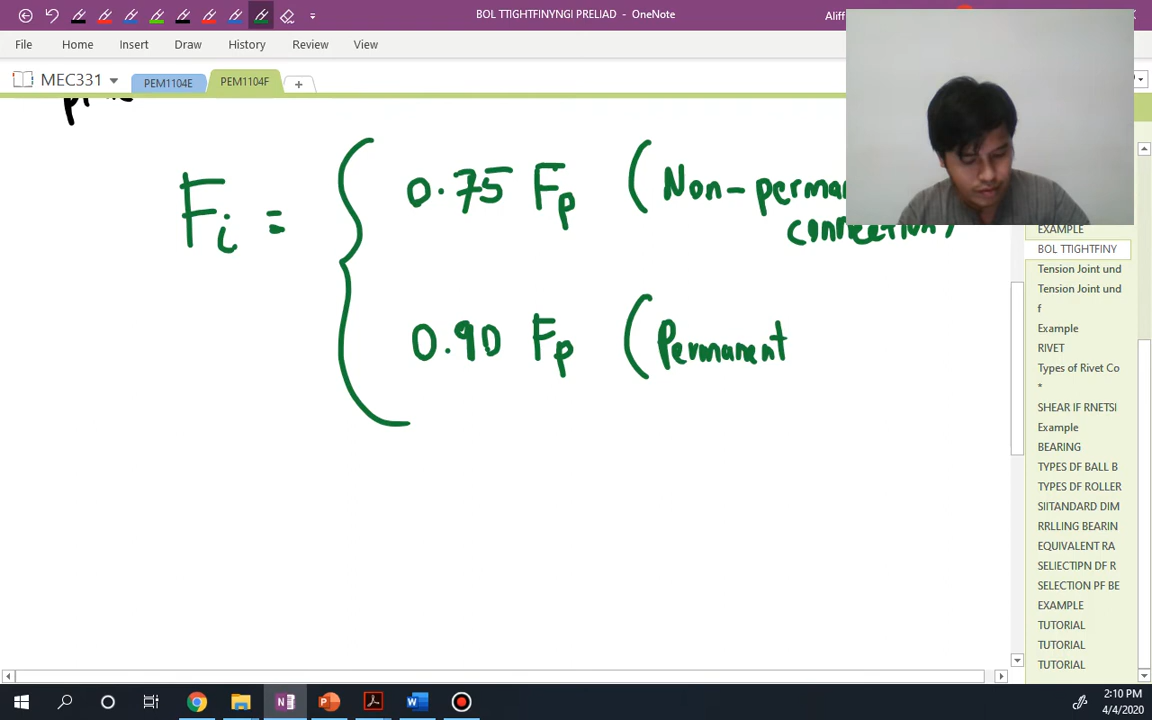 BOL TTIGHTFINYNGI PRELIAD - OneNote
Aliff
File Home Insert Draw History Review View
MEC331
PEM1104E
PEM1104F
Fi =
0.75 Fp (Non-perma
connection)
0.90 Fp (Permanent
EXAMPLE
BOL TTIGHTFINY
Tension Joint und
Tension Joint und
f
Example
RIVET
Types of Rivet Co
*
SHEAR IF RNETSI
Example
BEARING
TYPES DF BALL B
TYPES DF ROLLER
SIITANDARD DIM
RRLLING BEARIN
EQUIVALENT RA
SELIECTIPN DF R
SELECTION PF BE
EXAMPLE
TUTORIAL
TUTORIAL
TUTORIAL
2:10 PM
4/4/2020